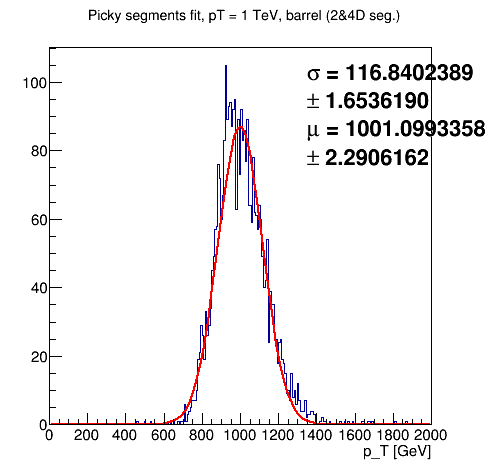 Picky segments fit, pT = 1 TeV, barrel (2&4D seg.)
σ = 116.8402389
± 1.6536190
μ = 1001.0993358
± 2.2906162
100
80
60
40
20
0
0 200 400 600 800 1000 1200 1400 1600 1800 2000
p_T [GeV]